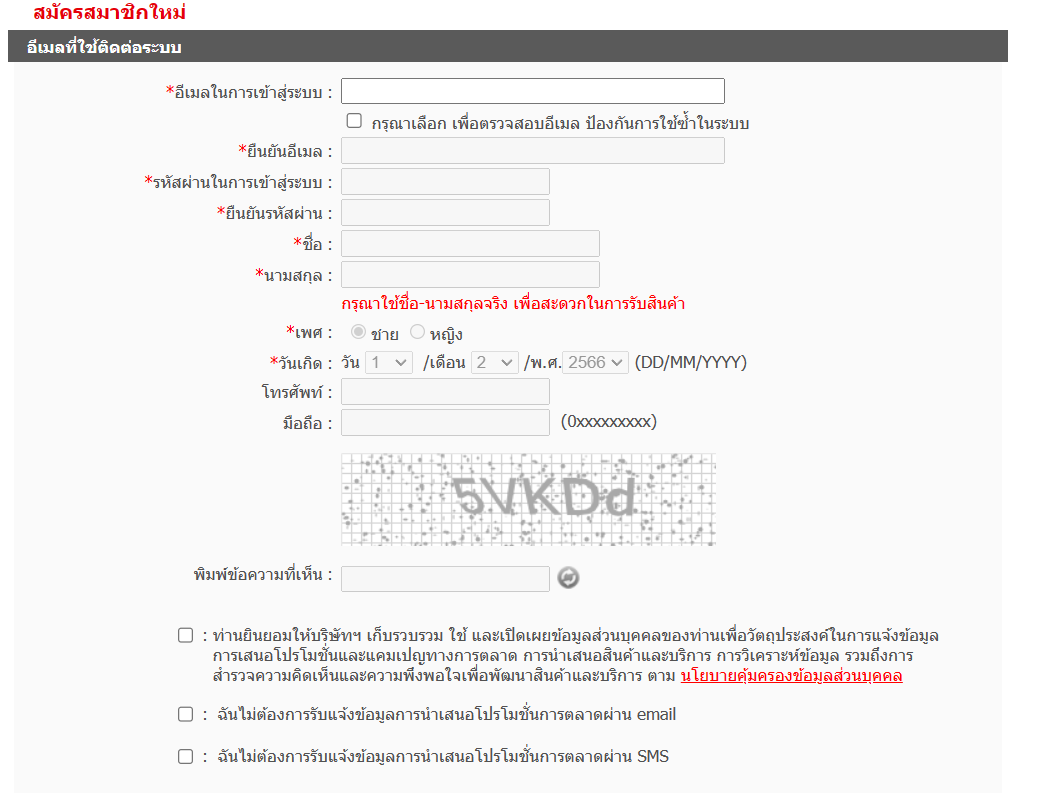 สมัครสมาชิกใหม่
อีเมลที่ใช้ติดต่อระบบ
*อีเมลในการเข้าสู่ระบบ :
กรุณาเลือก เพื่อตรวจสอบอีเมล ป้องกันการใช้ซ้ำในระบบ
*ยืนยันอีเมล :
*รหัสผ่านในการเข้าสู่ระบบ :
*ยืนยันรหัสผ่าน :
*ชื่อ :
*นามสกุล :
กรุณาใช้ชื่อ-นามสกุลจริง เพื่อสะดวกในการรับสินค้า
*เพศ : ชาย หญิง
*วันเกิด : วัน 1 /เดือน 2 /พ.ศ. 2566 (DD/MM/YYYY)
โทรศัพท์ :
มือถือ : (0xxxxxxxxx)
5VKDd
พิมพ์ข้อความที่เห็น :
: ท่านยินยอมให้บริษัทฯ เก็บรวบรวม ใช้ และเปิดเผยข้อมูลส่วนบุคคลของท่านเพื่อวัตถุประสงค์ในการแจ้งข้อมูล
การเสนอโปรโมชั่นและแคมเปญทางการตลาด การนำเสนอสินค้าและบริการ การวิเคราะห์ข้อมูล รวมถึงการ
สำรวจความคิดเห็นและความพึงพอใจเพื่อพัฒนาสินค้าและบริการ ตาม นโยบายคุ้มครองข้อมูลส่วนบุคคล
: ฉันไม่ต้องการรับแจ้งข้อมูลการนำเสนอโปรโมชั่นการตลาดผ่าน email
: ฉันไม่ต้องการรับแจ้งข้อมูลการนำเสนอโปรโมชั่นการตลาดผ่าน SMS